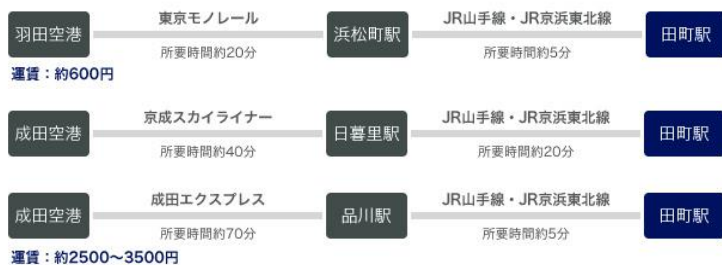 東京モノレール JR山手線・JR京浜東北線
羽田空港 浜松町駅 田町駅
所要時間約20分 所要時間約5分
運賃：約600円
京成スカイライナー JR山手線・JR京浜東北線
成田空港 日暮里駅 田町駅
所要時間約40分 所要時間約20分
成田エクスプレス JR山手線・JR京浜東北線
成田空港 品川駅 田町駅
所要時間約70分 所要時間約5分
運賃：約2500〜3500円